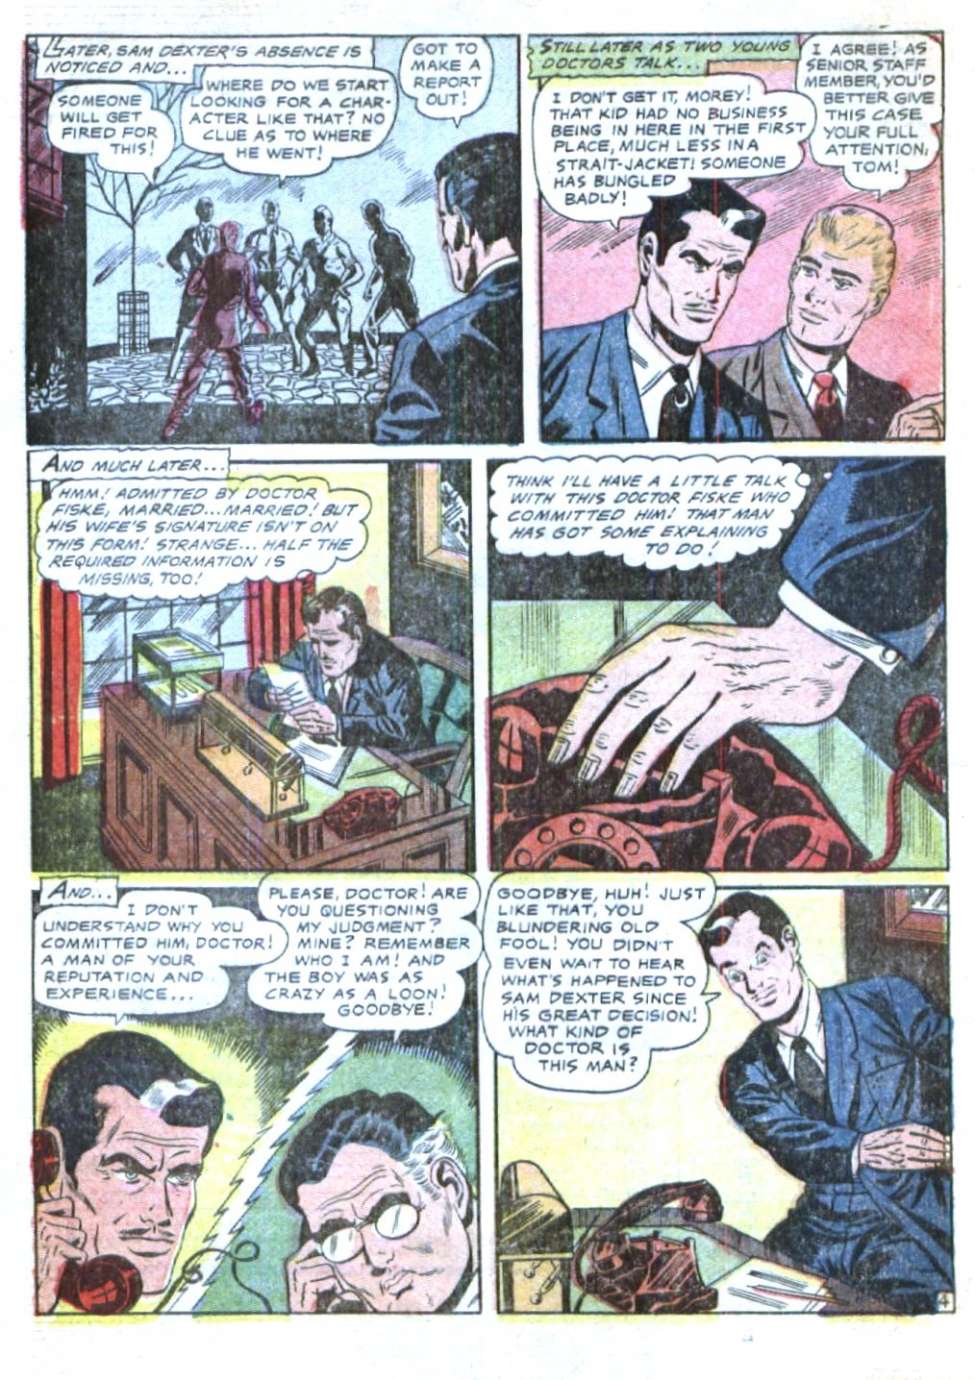 LATER, SAM DEXTER'S ABSENCE IS
NOTICED AND...
SOMEONE
WILL GET
FIRED FOR
THIS!
WHERE DO WE START
LOOKING FOR A CHAR-
ACTER LIKE THAT? NO
CLUE AS TO WHERE
HE WENT!
GOT TO
MAKE A
REPORT
OUT!
STILL LATER AS TWO YOUNG
DOCTORS TALK...
I DON'T GET IT, MOREY!
THAT KID HAD NO BUSINESS
BEING IN HERE IN THE FIRST
PLACE, MUCH LESS IN A
STRAIT-JACKET! SOMEONE
HAS BUNGLED
BADLY!
I AGREE! AS
SENIOR STAFF
MEMBER, YOU'D
BETTER GIVE
THIS CASE
YOUR FULL
ATTENTION,
TOM!
AND MUCH LATER...
HMM! ADMITTED BY DOCTOR
FISKE, MARRIED...MARRIED! BUT
HIS WIFE'S SIGNATURE ISN'T ON
THIS FORM! STRANGE... HALF THE
REQUIRED INFORMATION IS
MISSING, TOO!
THINK I'LL HAVE A LITTLE TALK
WITH THIS DOCTOR FISKE WHO
COMMITTED HIM! THAT MAN
HAS GOT SOME EXPLAINING
TO DO!
AND...
I DON'T
UNDERSTAND WHY YOU
COMMITTED HIM, DOCTOR!
A MAN OF YOUR
REPUTATION AND
EXPERIENCE...
PLEASE, DOCTOR! ARE
YOU QUESTIONING
MY JUDGMENT?
MINE? REMEMBER
WHO I AM! AND
THE BOY WAS AS
CRAZY AS A LOON!
GOODBYE!
GOODBYE, HUH! JUST
LIKE THAT, YOU
BLUNDERING OLD
FOOL! YOU DIDN'T
EVEN WAIT TO HEAR
WHAT'S HAPPENED TO
SAM DEXTER SINCE
HIS GREAT DECISION!
WHAT KIND OF
DOCTOR IS
THIS MAN?
4